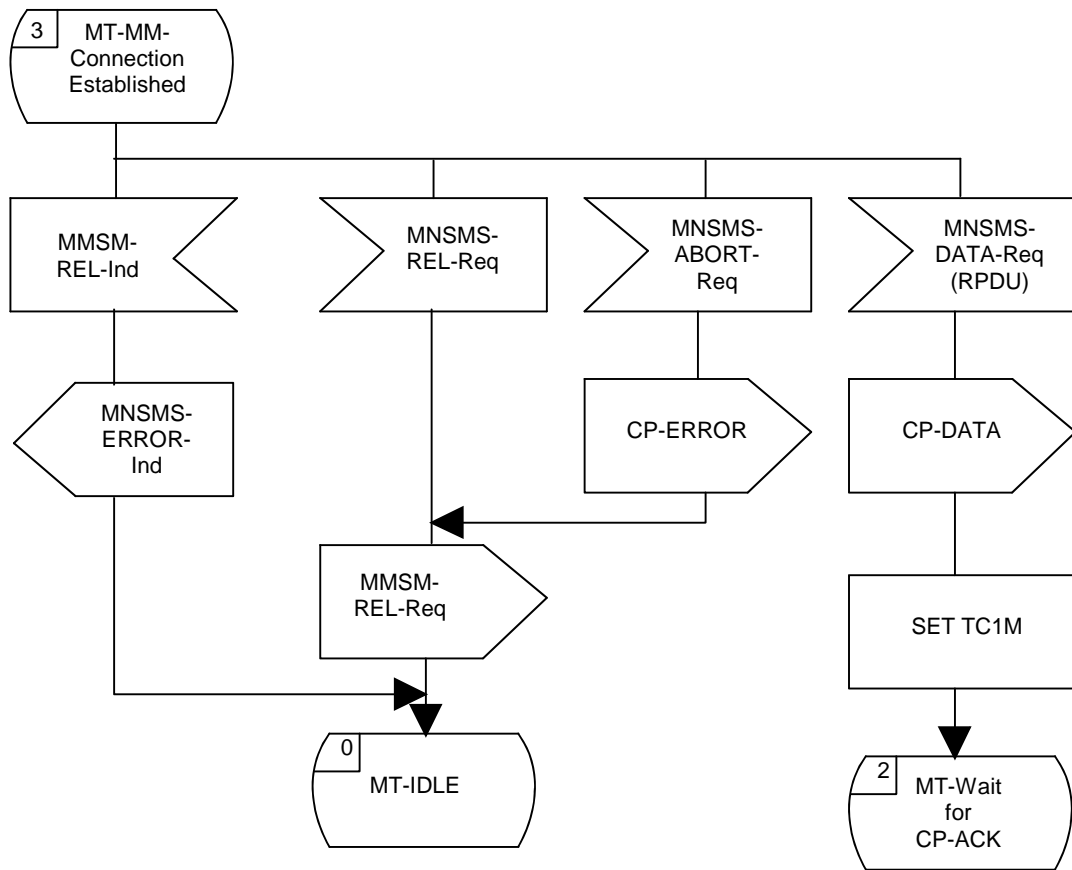 3
MT-MM-
Connection
Established
MMSM-
REL-Ind
MNSMS-
REL-Req
MNSMS-
ABORT-
Req
MNSMS-
DATA-Req
(RPDU)
MNSMS-
ERROR-
Ind
CP-ERROR
CP-DATA
MMSM-
REL-Req
SET TC1M
0
MT-IDLE
2
MT-Wait
for
CP-ACK